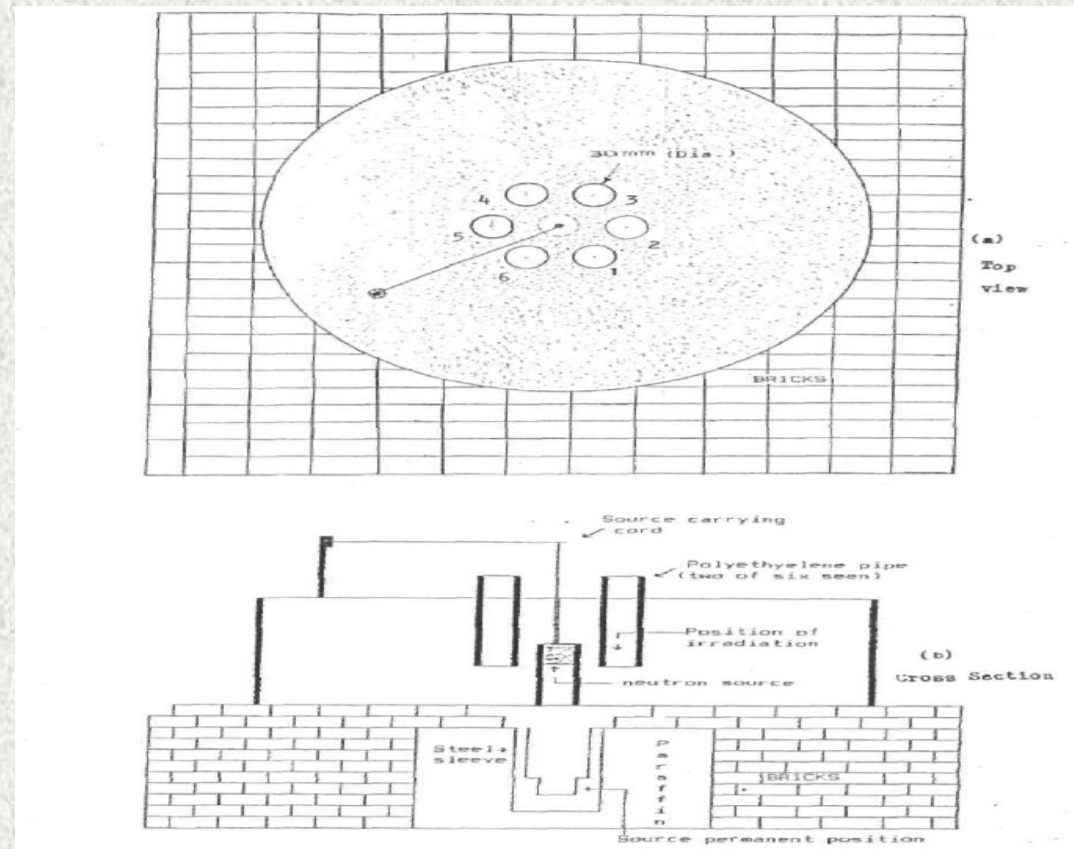 30mm (Dia.)
4
3
5
2
6
1
(a)
Top
view
BRICKS
Source carrying
cord
Polyethylene pipe
(two of six seen)
Position of
irradiation
(b)
Cross Section
neutron source
Steel
sleeve
Paraffin
BRICKS
Source permanent position